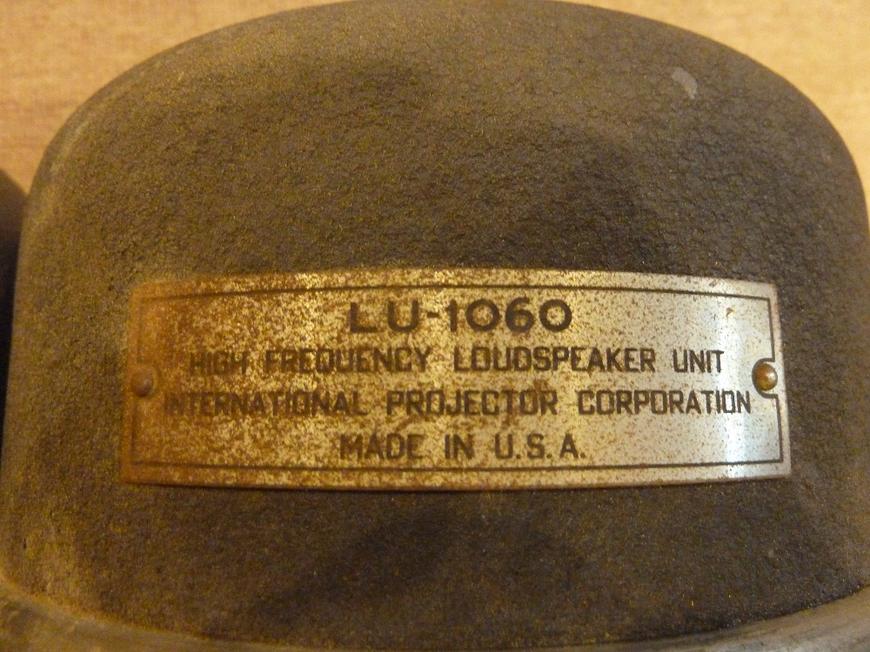 LU-1060
HIGH FREQUENCY LOUDSPEAKER UNIT
INTERNATIONAL PROJECTOR CORPORATION
MADE IN U.S.A.